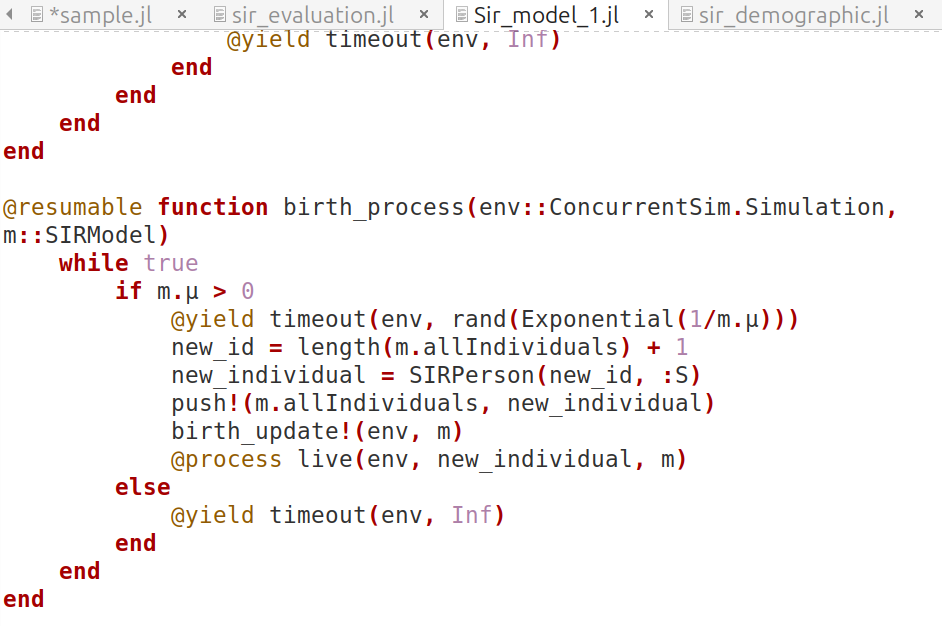 *sample.jl × sir_evaluation.jl × Sir_model_1.jl × sir_demographic.jl ×
                @yield timeout(env, Inf)
            end
        end
    end
end

@resumable function birth_process(env::ConcurrentSim.Simulation,
m::SIRModel)
    while true
        if m.μ > 0
            @yield timeout(env, rand(Exponential(1/m.μ)))
            new_id = length(m.allIndividuals) + 1
            new_individual = SIRPerson(new_id, :S)
            push!(m.allIndividuals, new_individual)
            birth_update!(env, m)
            @process live(env, new_individual, m)
        else
            @yield timeout(env, Inf)
        end
    end
end